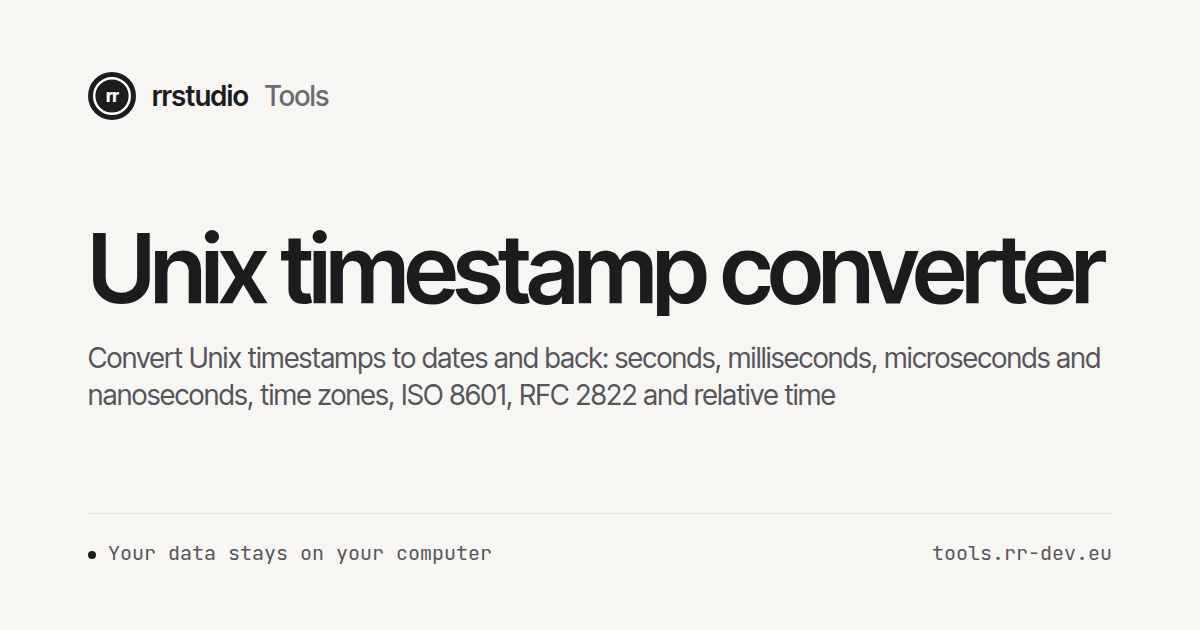 rr rrstudio Tools
Unix timestamp converter
Convert Unix timestamps to dates and back: seconds, milliseconds, microseconds and
nanoseconds, time zones, ISO 8601, RFC 2822 and relative time
Your data stays on your computer
tools.rr-dev.eu